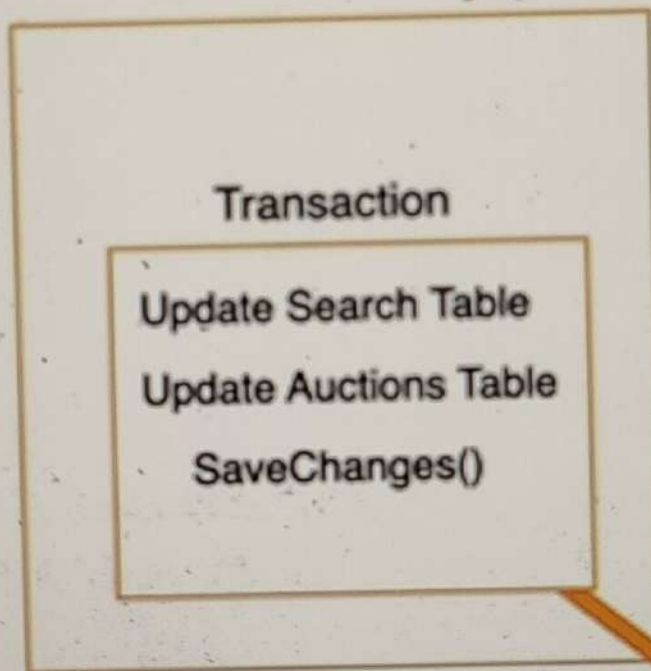 Transaction
Update Search Table
Update Auctions Table
SaveChanges()